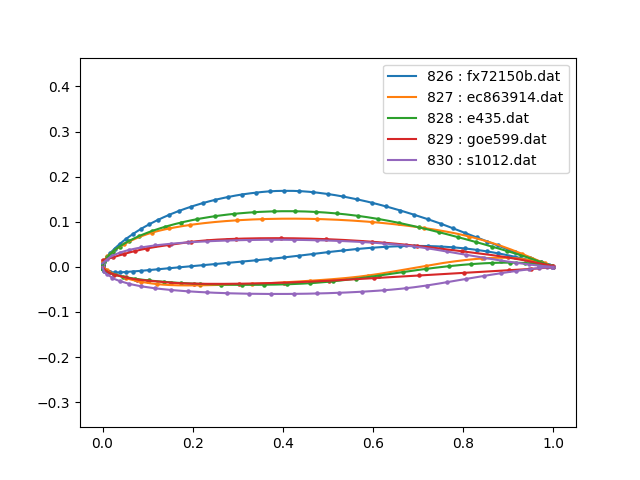 826 : fx72150b.dat
827 : ec863914.dat
828 : e435.dat
829 : goe599.dat
830 : s1012.dat
0.4
0.3
0.2
0.1
0.0
−0.1
−0.2
−0.3
0.0 0.2 0.4 0.6 0.8 1.0